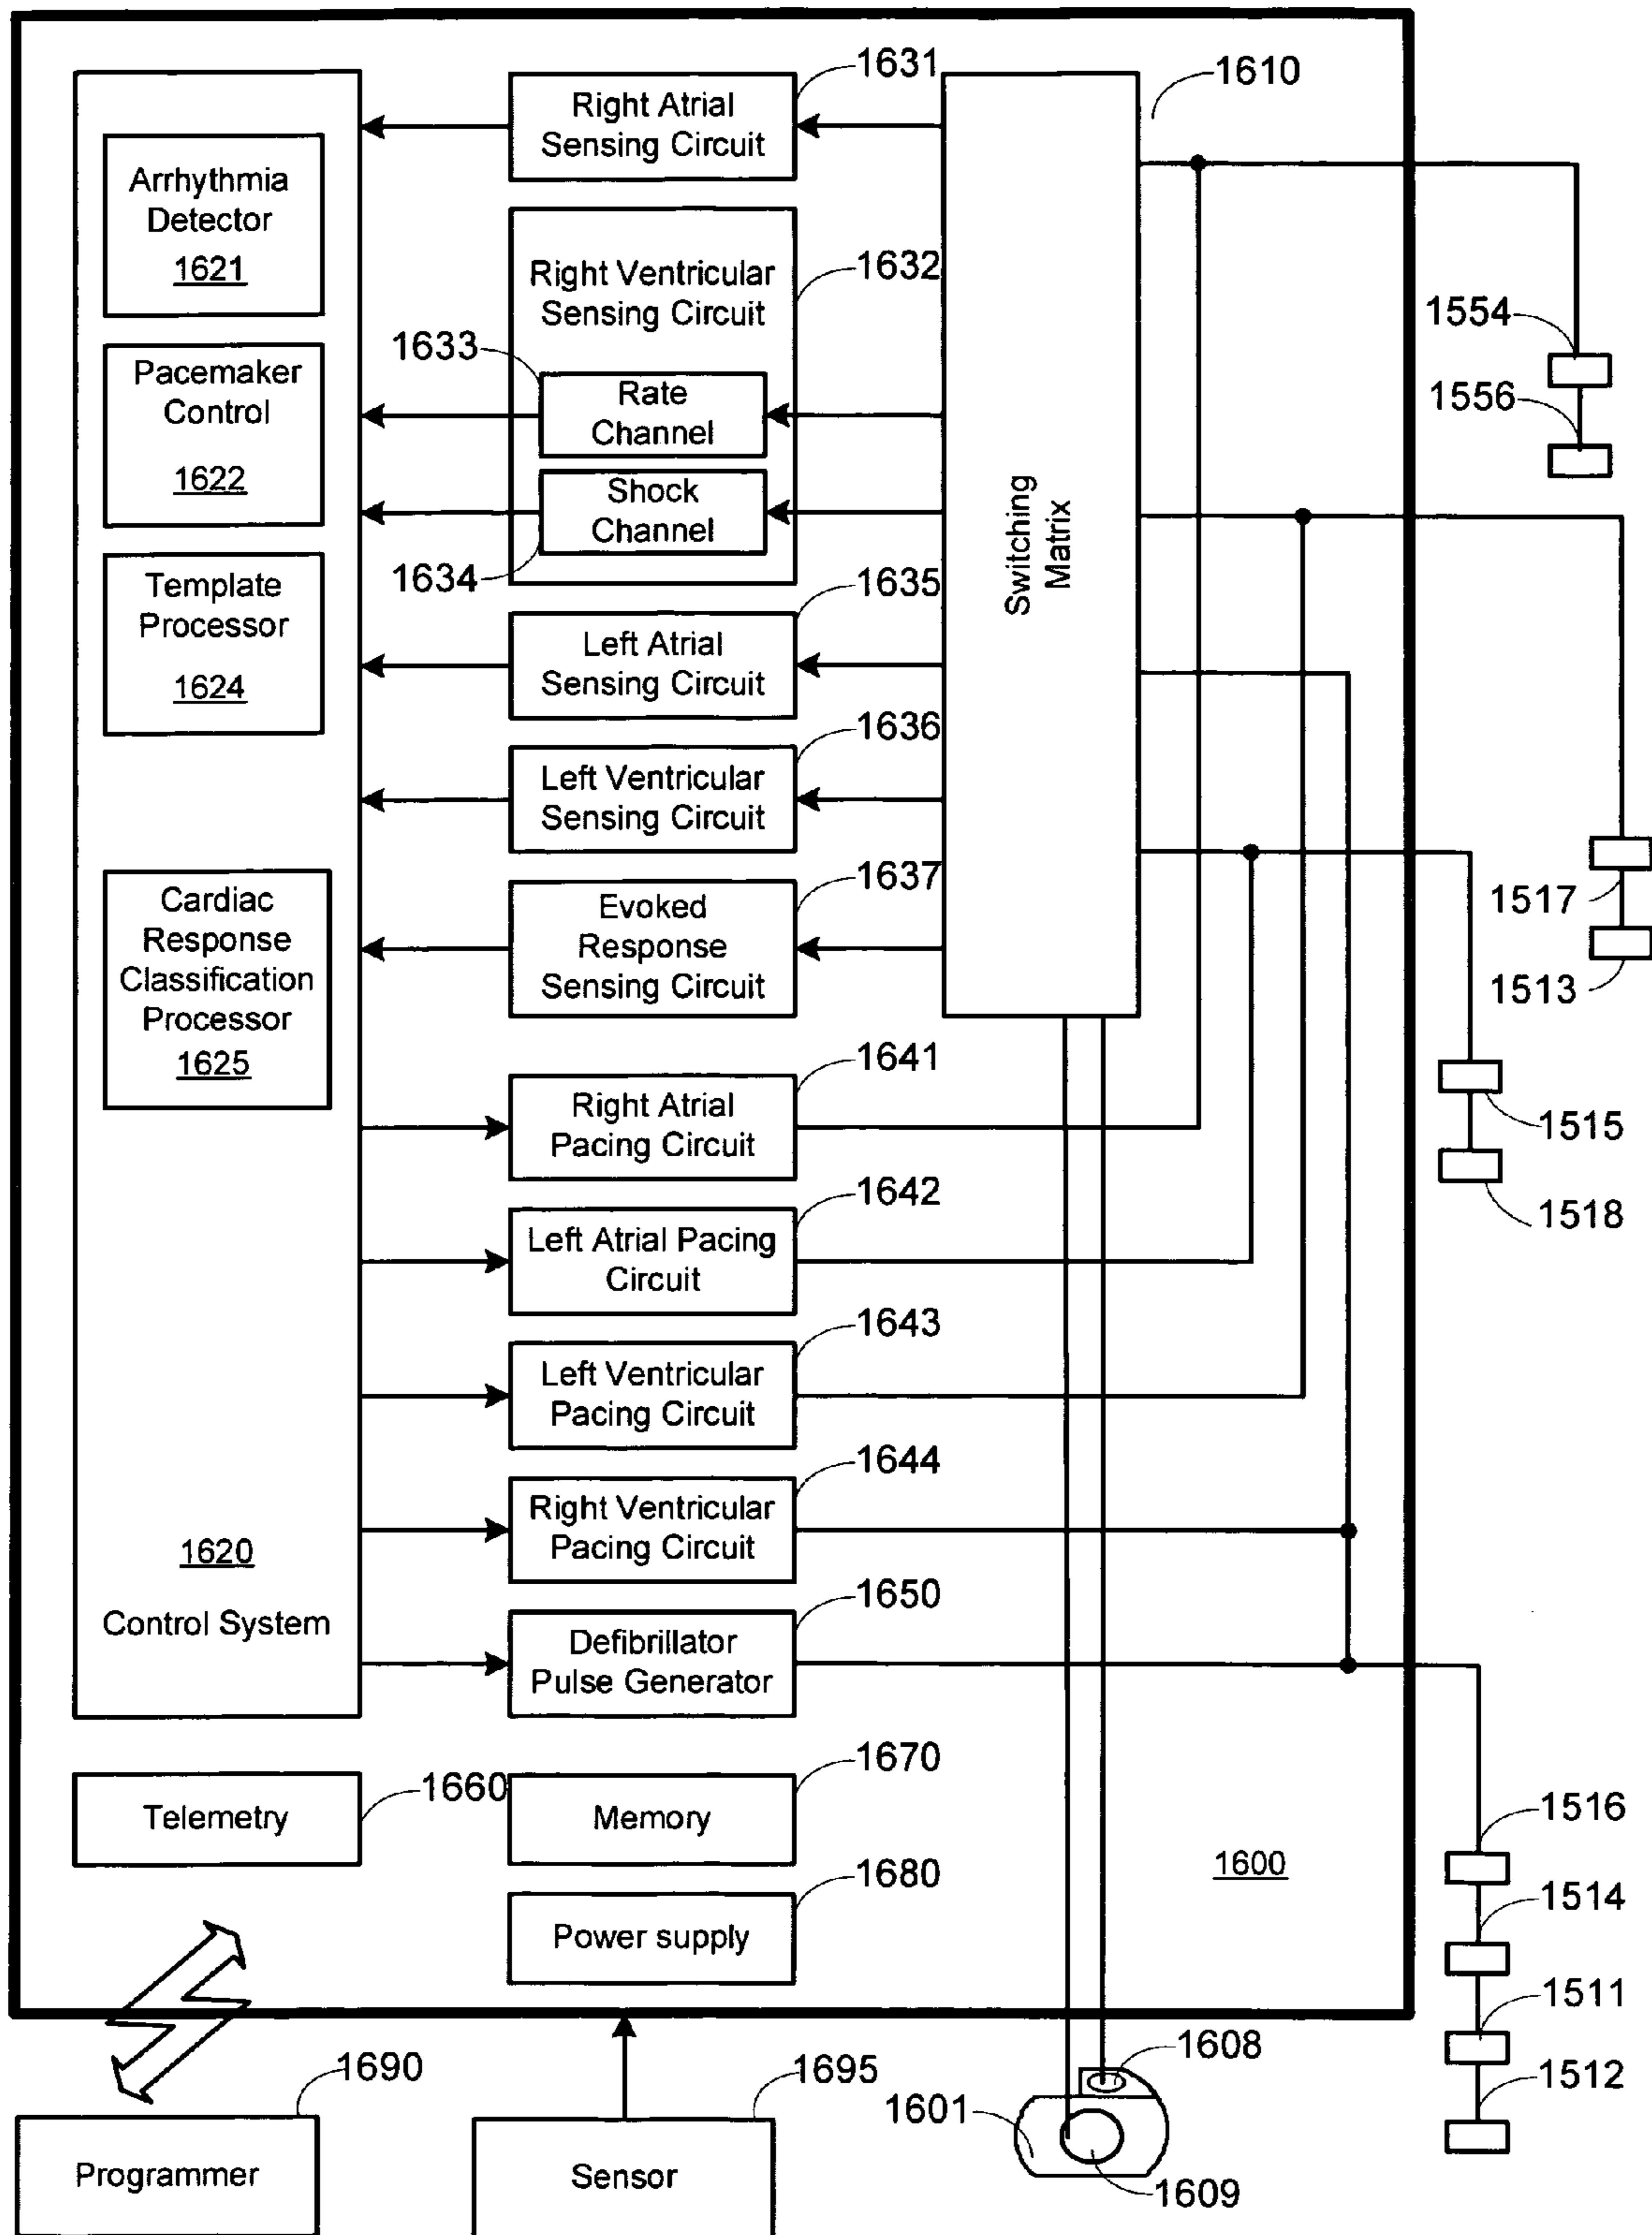 1631
1610
Right Atrial
Sensing Circuit
Arrhythmia
Detector
1621
Right Ventricular
Sensing Circuit
1632
1633
Rate
Channel
Shock
Channel
1634
Pacemaker
Control
1622
Template
Processor
1624
1635
Left Atrial
Sensing Circuit
1636
Left Ventricular
Sensing Circuit
1637
Evoked
Response
Sensing Circuit
Cardiac
Response
Classification
Processor
1625
Switching
Matrix
1554
1556
1517
1513
1515
1518
1641
Right Atrial
Pacing Circuit
1642
Left Atrial Pacing
Circuit
1643
Left Ventricular
Pacing Circuit
1644
Right Ventricular
Pacing Circuit
1620
Control System
1650
Defibrillator
Pulse Generator
1660
Telemetry
1670
Memory
1680
Power supply
1600
1516
1514
1511
1512
1690
Programmer
1695
Sensor
1608
1601
1609